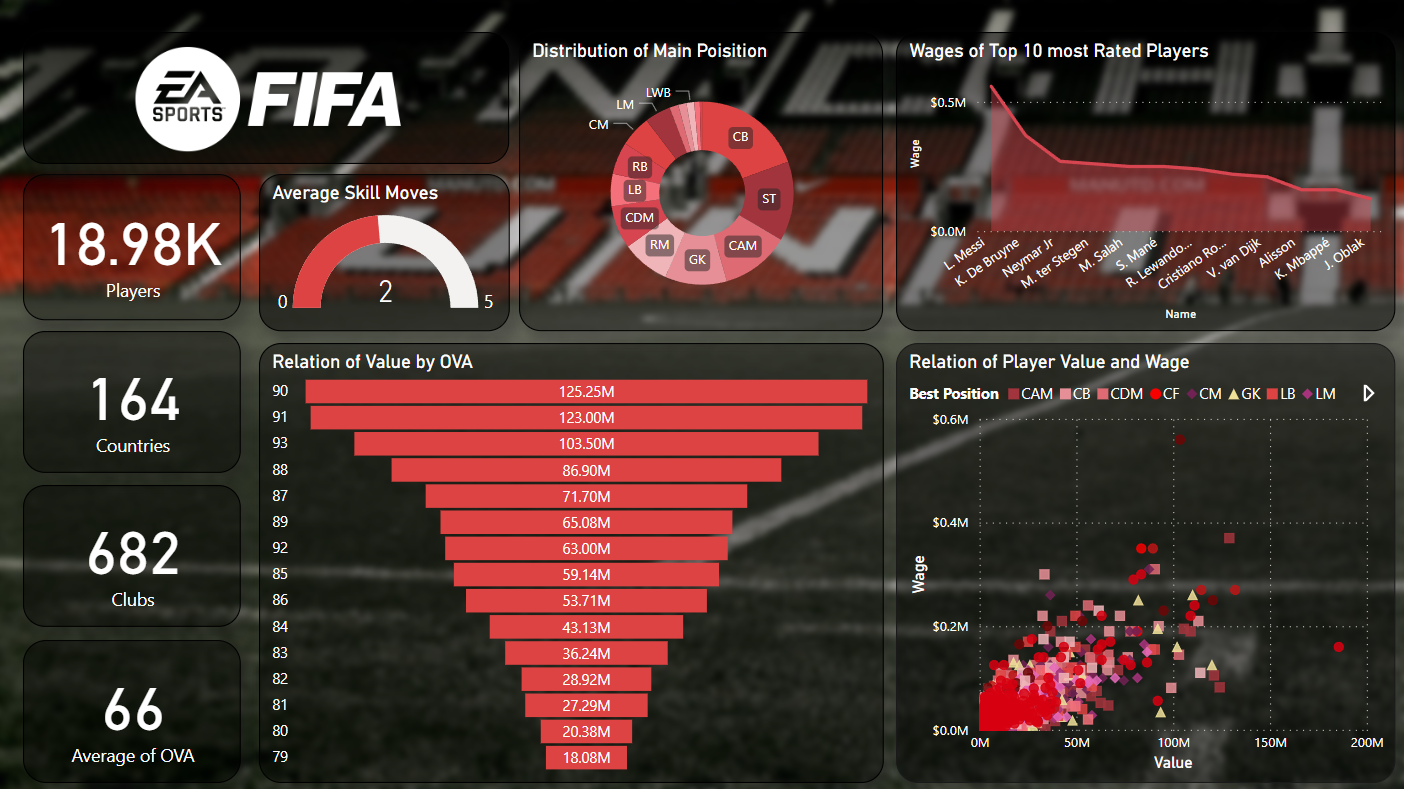 EA
SPORTS
FIFA
18.98K
Players
164
Countries
682
Clubs
66
Average of OVA
Average Skill Moves
0
2
5
Distribution of Main Poisition
CB
ST
CAM
GK
RM
CDM
LB
RB
CM
LM
LWB
Wages of Top 10 most Rated Players
Wage
$0.5M
$0.0M
L. Messi
K. De Bruyne
Neymar Jr
M. ter Stegen
M. Salah
S. Mané
R. Lewando...
Cristiano Ro...
V. van Dijk
Alisson
K. Mbappé
J. Oblak
Name
Relation of Value by OVA
90 125.25M
91 123.00M
93 103.50M
88 86.90M
87 71.70M
89 65.08M
92 63.00M
85 59.14M
86 53.71M
84 43.13M
83 36.24M
82 28.92M
81 27.29M
80 20.38M
79 18.08M
Relation of Player Value and Wage
Best Position CAM CB CDM CF CM GK LB LM
Wage
$0.6M
$0.4M
$0.2M
$0.0M
0M 50M 100M 150M 200M
Value